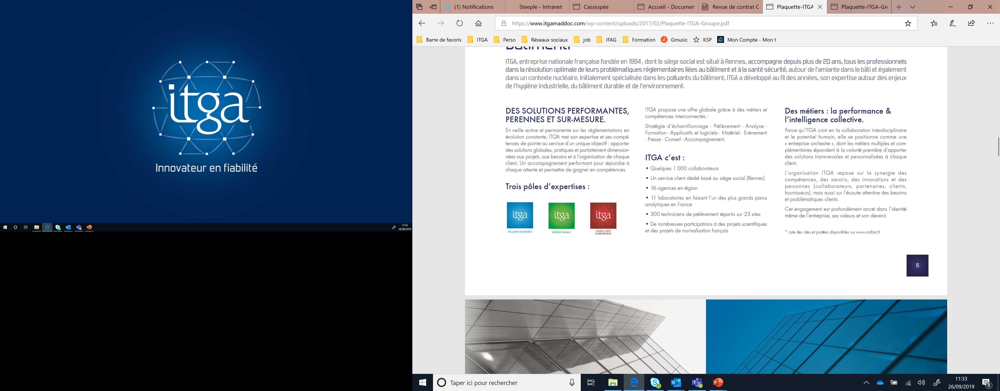 itga
Innovateur en fiabilité
11:33
26/09/2019
(1) Notifications
Steeple - Intranet
Cassiopée
Accueil - Documen
Revue de contrat C
Plaquette-ITGA
Plaquette-ITGA-Gr
https://www.itgamaddoc.com/wp-content/uploads/2017/02/Plaquette-ITGA-Groupe.pdf
Barre de favoris
ITGA
Perso
Réseaux sociaux
job
IFAG
Formation
Gmusic
KSP
Mon Compte - Mon t
ITGA, entreprise nationale française fondée en 1994 , dont le siège social est situé à Rennes, accompagne depuis plus de 20 ans, tous les professionnels
dans la résolution optimale de leurs problématiques réglementaires liées au bâtiment et à la santé sécurité, autour de l'amiante dans le bâti et également
dans un contexte nucléaire. Initialement spécialisée dans les polluants du bâtiment, ITGA a développé au fil des années, son expertise autour des enjeux
de l'hygiène industrielle, du bâtiment durable et de l'environnement.
DES SOLUTIONS PERFORMANTES,
PERENNES ET SUR-MESURE.
En veille active et permanente sur les réglementations en
évolution constante, ITGA met son expertise et ses compé-
tences de pointe au service d'un unique objectif : apporter
des solutions globales, pratiques et parfaitement dimension-
nées aux projets, aux besoins et à l'organisation de chaque
client. Un accompagnement performant pour répondre à
chaque attente et permettre de gagner en compétences.
Trois pôles d'expertises :
itga
POLLUANTS DU BÂTIMENT
itga
BÂTIMENT DURABLE
itga
HYGIÈNE SANTÉ
ENVIRONNEMENT
ITGA propose une offre globale grâce à des métiers et
compétences interconnectés :
Stratégie d'échantillonnage - Prélèvement - Analyse -
Formation - Applicatifs et logiciels - Matériel - Evènement
- Presse - Conseil - Accompagnement.
ITGA c'est :
• Quelques 1 000 collaborateurs
• Un service client dédié basé au siège social (Rennes)
• 16 agences en région
• 11 laboratoires en faisant l'un des plus grands parcs
analytiques en France
• 300 techniciens de prélèvement répartis sur 23 sites
• De nombreuses participations à des projets scientifiques
et des projets de normalisation français
Des métiers : la performance &
l'intelligence collective.
Parce qu'ITGA croit en la collaboration interdisciplinaire
et le potentiel humain, elle se positionne comme une
« entreprise orchestre », dont les métiers multiples et com-
plémentaires répondent à la volonté première d'apporter
des solutions transversales et personnalisées à chaque
client.
L'organisation ITGA repose sur la synergie des
compétences, des savoirs, des innovations et des
personnes (collaborateurs, partenaires, clients,
fournisseurs), mais aussi sur l'écoute attentive des besoins
et problématiques clients.
Cet engagement est profondément ancré dans l'identité
même de l'entreprise, ses valeurs et son devenir.
* Liste des sites et portées disponibles sur www.cofrac.fr
5
Taper ici pour rechercher
11:33
26/09/2019
3